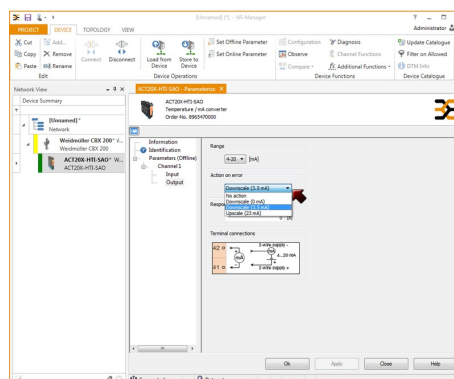 [Unnamed] (*) - WI-Manager
PROJECT DEVICE TOPOLOGY VIEW
Administrator
Cut Add...
Copy Remove
Paste Rename
Connect Disconnect
Load from Device
Store to Device
Set Offline Parameter
Set Online Parameter
Configuration
Observe
Compare
Diagnosis
Channel Functions
Additional Functions
Update Catalogue
Filter on Allowed
DTM Info
Edit
Device Operations
Device Functions
Device Catalogue
Network View
Device Summary
[Unnamed]*
Network
Weidmüller CBX 200*
Weidmüller CBX 200
ACT20X-HTI-SAO* W...
ACT20X-HTI-SAO
ACT20X-HTI-SAO - Parameterize
ACT20X-HTI-SAO
Temperature / mA converter
Order-No. 8965470000
Information
Identification
Parameters (Offline)
Channel 1
Input
Output
Range
4-20 [mA]
Action on error
Downscale (3.5 mA)
No action
Downscale (0 mA)
Downscale (3.5 mA)
Upscale (23 mA)
Respo
0
Terminal connections
2-wire supply -
42
mA
mA
4...20 mA
41
2-wire supply +
Ok Apply Close Help